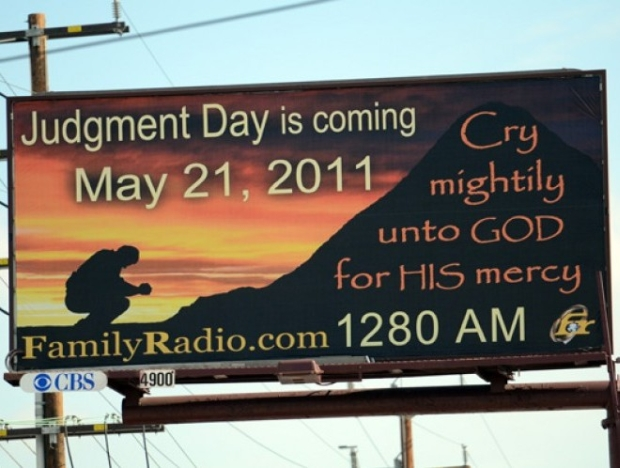 Judgment Day is coming
May 21, 2011
Cry
mightily
unto GOD
for HIS mercy
FamilyRadio.com 1280 AM
CBS
4900